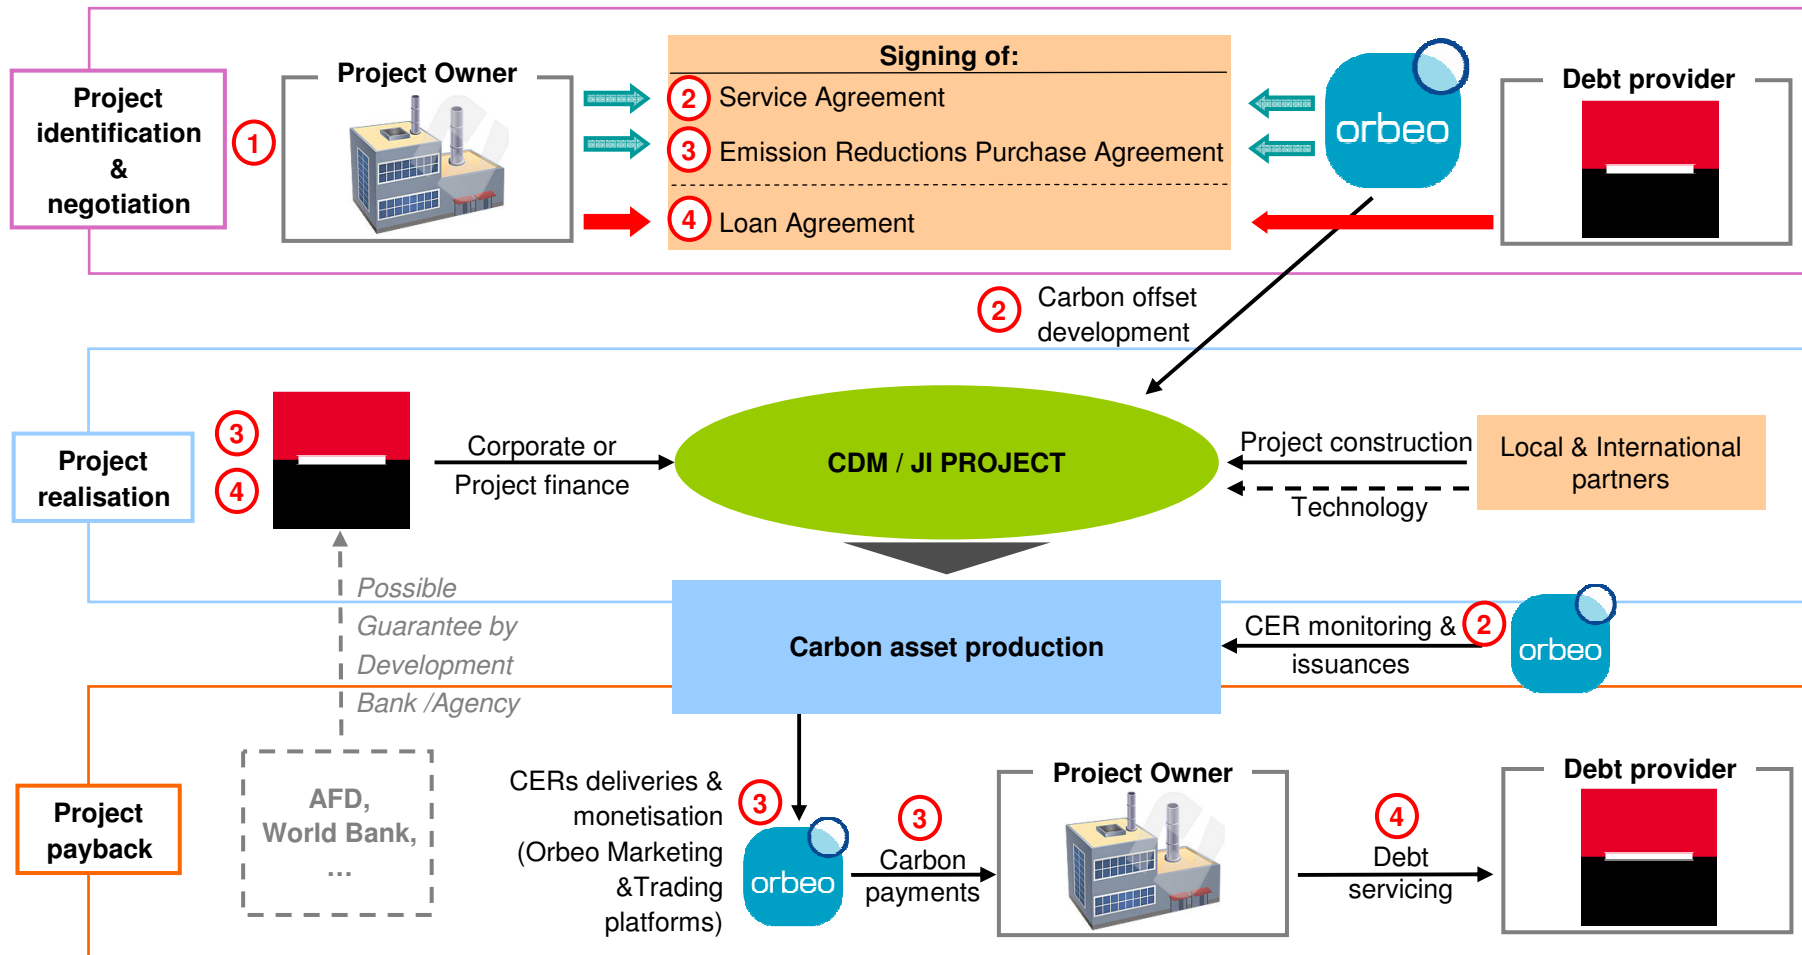 Project
identification
&
negotiation
1
Project Owner
Signing of:
2 Service Agreement
3 Emission Reductions Purchase Agreement
4 Loan Agreement
orbeo
Debt provider
2 Carbon offset
development
Project
realisation
3
4
Corporate or
Project finance
CDM / JI PROJECT
Project construction
Technology
Local & International
partners
Possible
Guarantee by
Development
Bank /Agency
Carbon asset production
CER monitoring & 2
issuances
orbeo
Project
payback
AFD,
World Bank,
...
CERs deliveries &
monetisation
(Orbeo Marketing
&Trading
platforms)
3
orbeo
3
Carbon
payments
Project Owner
4
Debt
servicing
Debt provider